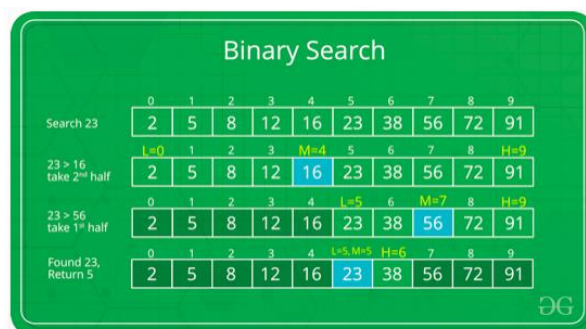 Binary Search
0 1 2 3 4 5 6 7 8 9
Search 23 2 5 8 12 16 23 38 56 72 91
L=0 1 2 3 M=4 5 6 7 8 H=9
23 > 16
take 2nd half 2 5 8 12 16 23 38 56 72 91
0 1 2 3 4 L=5 6 M=7 8 H=9
23 > 56
take 1st half 2 5 8 12 16 23 38 56 72 91
0 1 2 3 4 L=5, M=5 H=6 7 8 9
Found 23,
Return 5 2 5 8 12 16 23 38 56 72 91